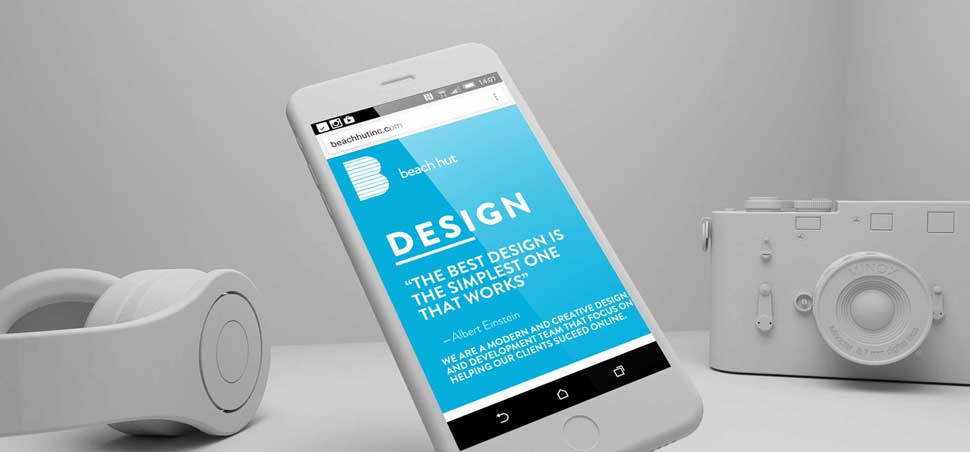 14:01
beachhutinc.com
B
beach hut
DESIGN
“THE BEST DESIGN IS
THE SIMPLEST ONE
THAT WORKS”
—Albert Einstein
WE ARE A MODERN AND CREATIVE DESIGN
AND DEVELOPMENT TEAM THAT FOCUS ON
HELPING OUR CLIENTS SUCEED ONLINE.
MINOX